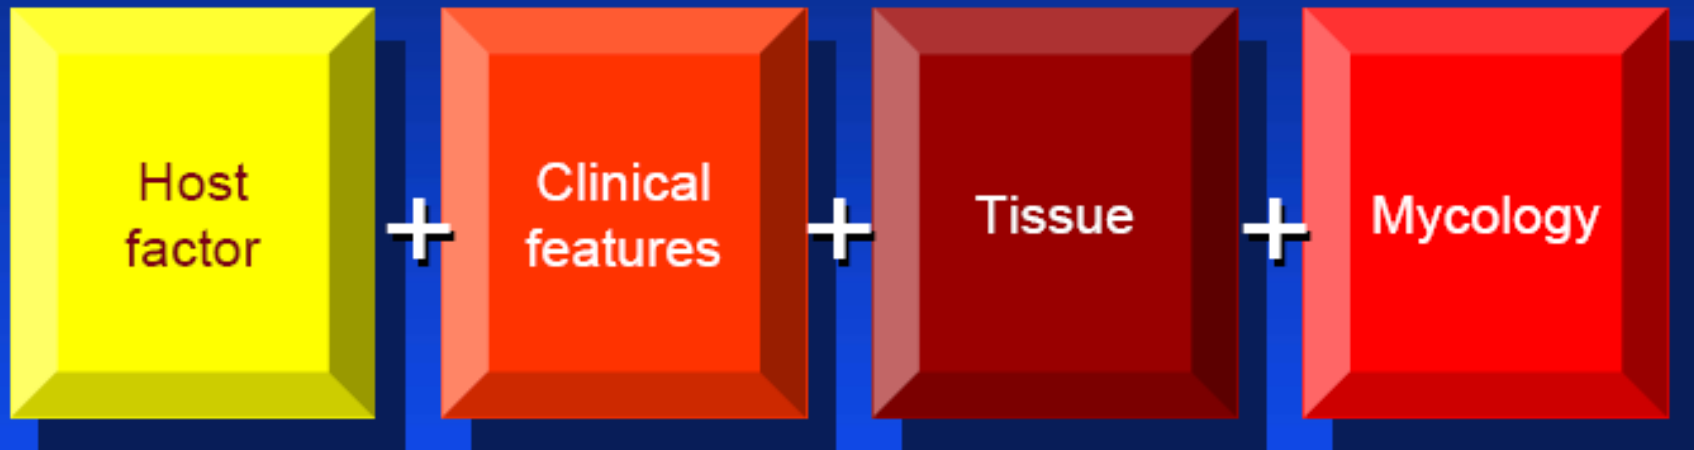 Host
factor
+
Clinical
features
+
Tissue
+
Mycology